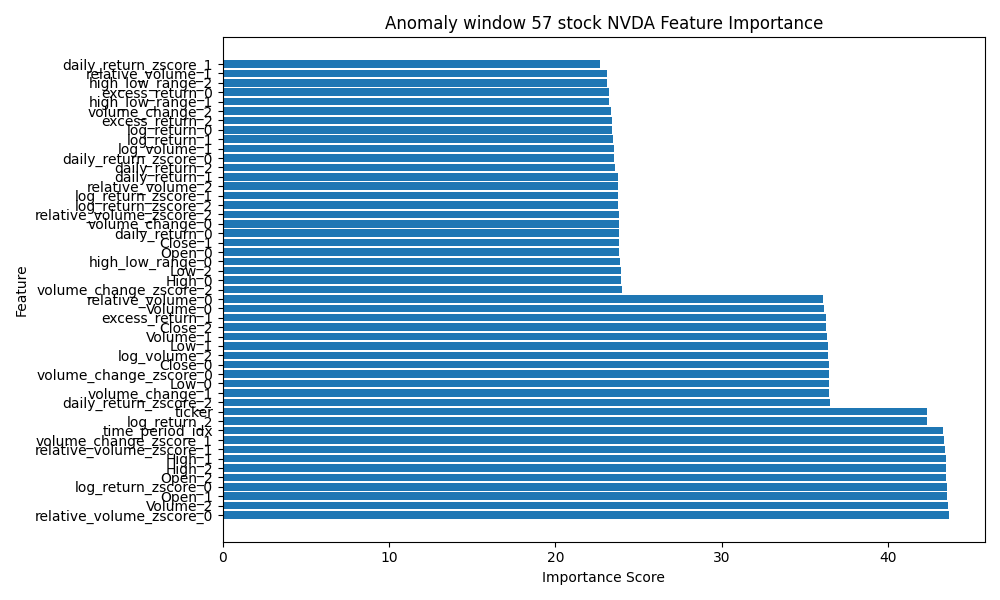 Anomaly window 57 stock NVDA Feature Importance
daily_return_zscore_1
relative_volume_1
high_low_range_2
excess_return_0
high_low_range_1
volume_change_2
excess_return_2
log_return_0
log_return_1
log_volume_1
daily_return_zscore_0
daily_return_2
daily_return_1
relative_volume_2
log_return_zscore_1
log_return_zscore_2
relative_volume_zscore_2
volume_change_0
daily_return_0
Close_1
Open_0
high_low_range_0
Low_2
High_0
volume_change_zscore_2
relative_volume_0
Volume_0
excess_return_1
Close_2
Volume_1
Low_1
log_volume_2
Close_0
volume_change_zscore_0
Low_0
volume_change_1
daily_return_zscore_2
ticker
log_return_2
time_period_idx
volume_change_zscore_1
relative_volume_zscore_1
High_1
High_2
Open_2
log_return_zscore_0
Open_1
Volume_2
relative_volume_zscore_0
Feature
0 10 20 30 40
Importance Score